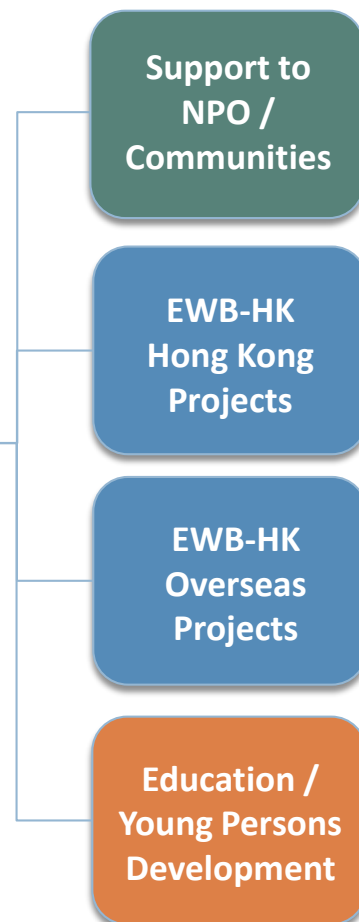 Support to
NPO /
Communities
EWB-HK
Hong Kong
Projects
EWB-HK
Overseas
Projects
Education /
Young Persons
Development